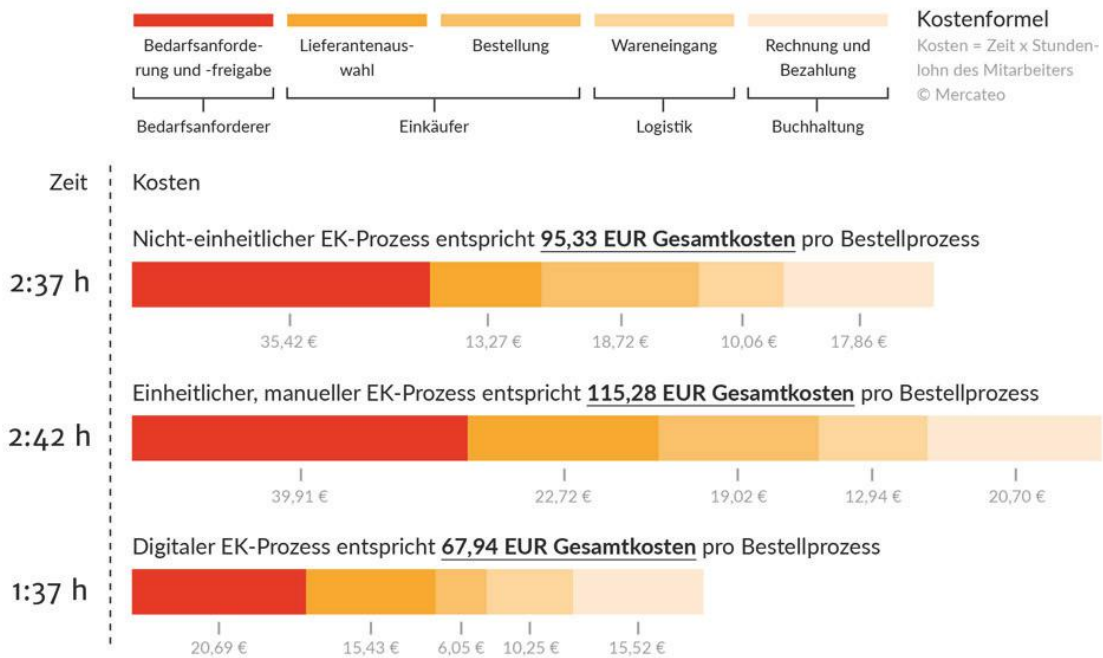 Bedarfsanforde-
rung und -freigabe
Lieferantenaus-
wahl
Bestellung
Wareneingang
Rechnung und
Bezahlung
Bedarfsanforderer
Einkäufer
Logistik
Buchhaltung
Kostenformel
Kosten = Zeit x Stunden-
lohn des Mitarbeiters
© Mercateo
Zeit
Kosten
Nicht-einheitlicher EK-Prozess entspricht 95,33 EUR Gesamtkosten pro Bestellprozess
2:37 h
35,42 €
13,27 €
18,72 €
10,06 €
17,86 €
Einheitlicher, manueller EK-Prozess entspricht 115,28 EUR Gesamtkosten pro Bestellprozess
2:42 h
39,91 €
22,72 €
19,02 €
12,94 €
20,70 €
Digitaler EK-Prozess entspricht 67,94 EUR Gesamtkosten pro Bestellprozess
1:37 h
20,69 €
15,43 €
6,05 €
10,25 €
15,52 €